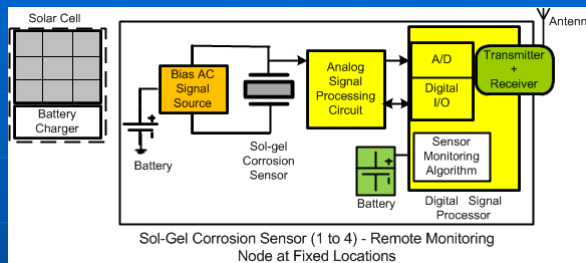 Solar Cell
Battery
Charger
Bias AC
Signal
Source
Battery
Sol-gel
Corrosion
Sensor
Analog
Signal
Processing
Circuit
A/D
Digital
I/O
Transmitter
+
Receiver
Antenn
Sensor
Monitoring
Algorithm
Battery
Digital Signal
Processor
Sol-Gel Corrosion Sensor (1 to 4) - Remote Monitoring
Node at Fixed Locations